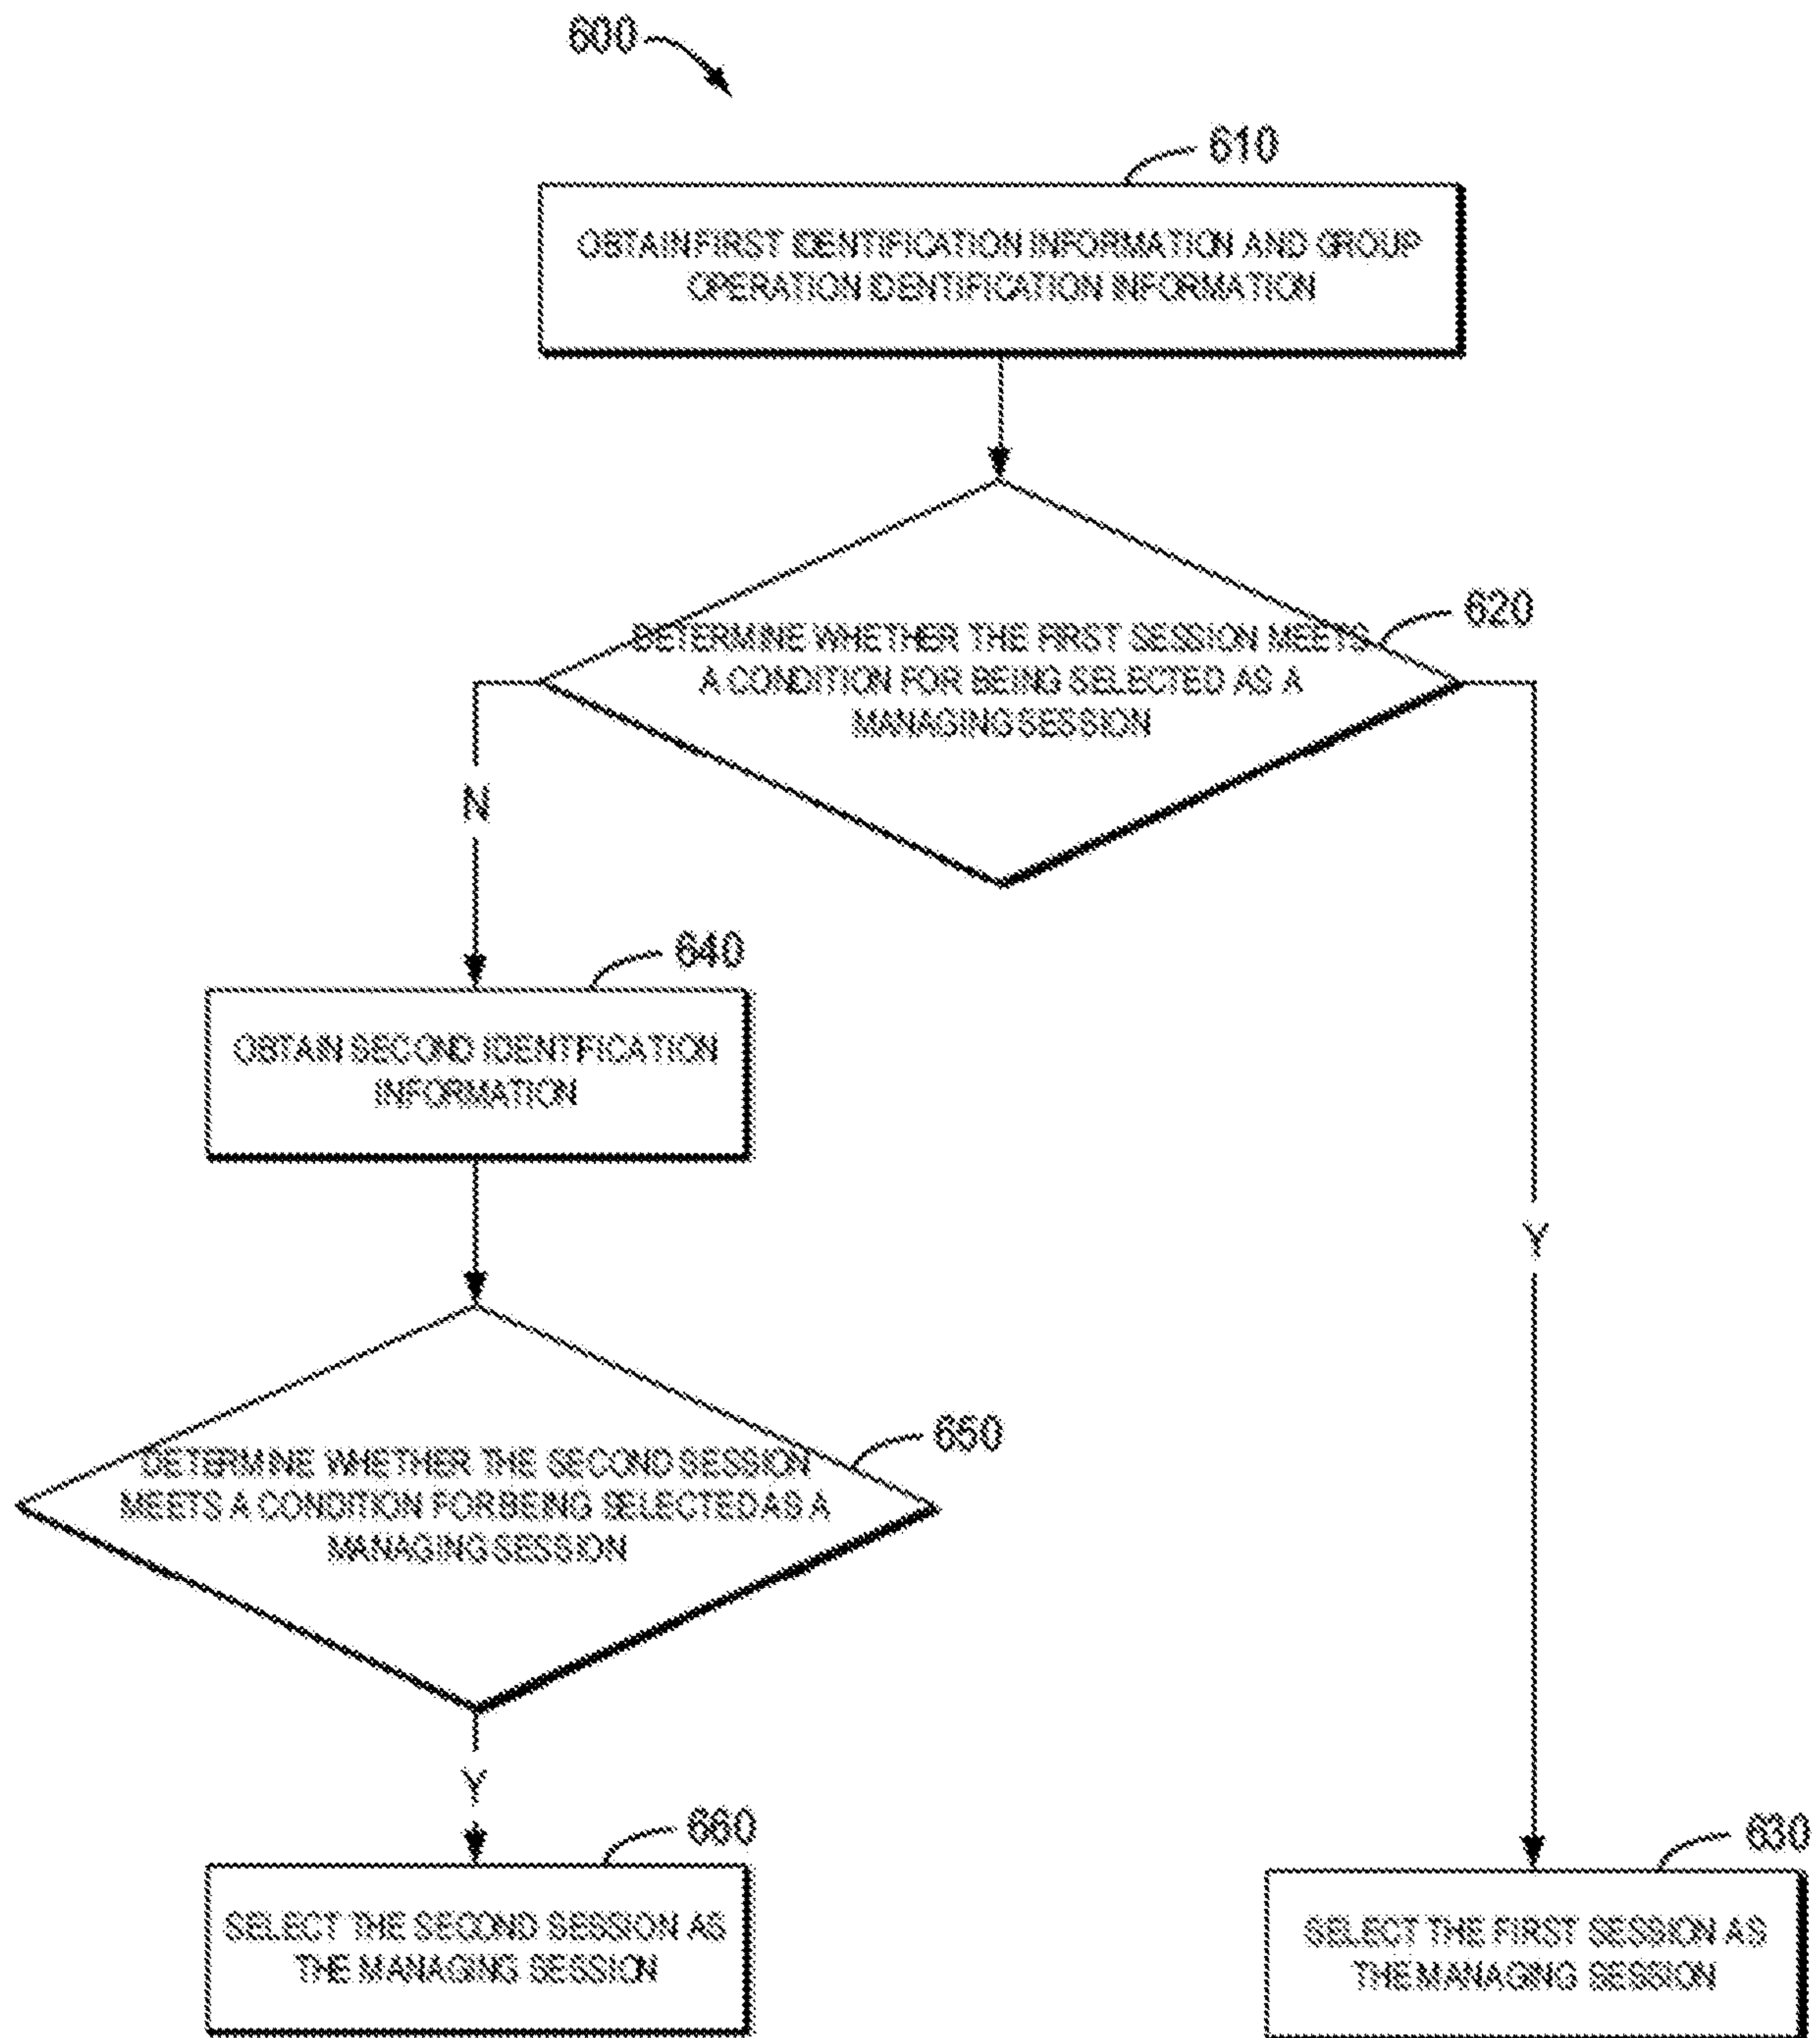 600
610
OBTAIN FIRST IDENTIFICATION INFORMATION AND GROUP
OPERATION IDENTIFICATION INFORMATION
620
DETERMINE WHETHER THE FIRST SESSION MEETS
A CONDITION FOR BEING SELECTED AS A
MANAGING SESSION
N
640
OBTAIN SECOND IDENTIFICATION
INFORMATION
Y
650
DETERMINE WHETHER THE SECOND SESSION
MEETS A CONDITION FOR BEING SELECTED AS A
MANAGING SESSION
Y
660
SELECT THE SECOND SESSION AS
THE MANAGING SESSION
630
SELECT THE FIRST SESSION AS
THE MANAGING SESSION